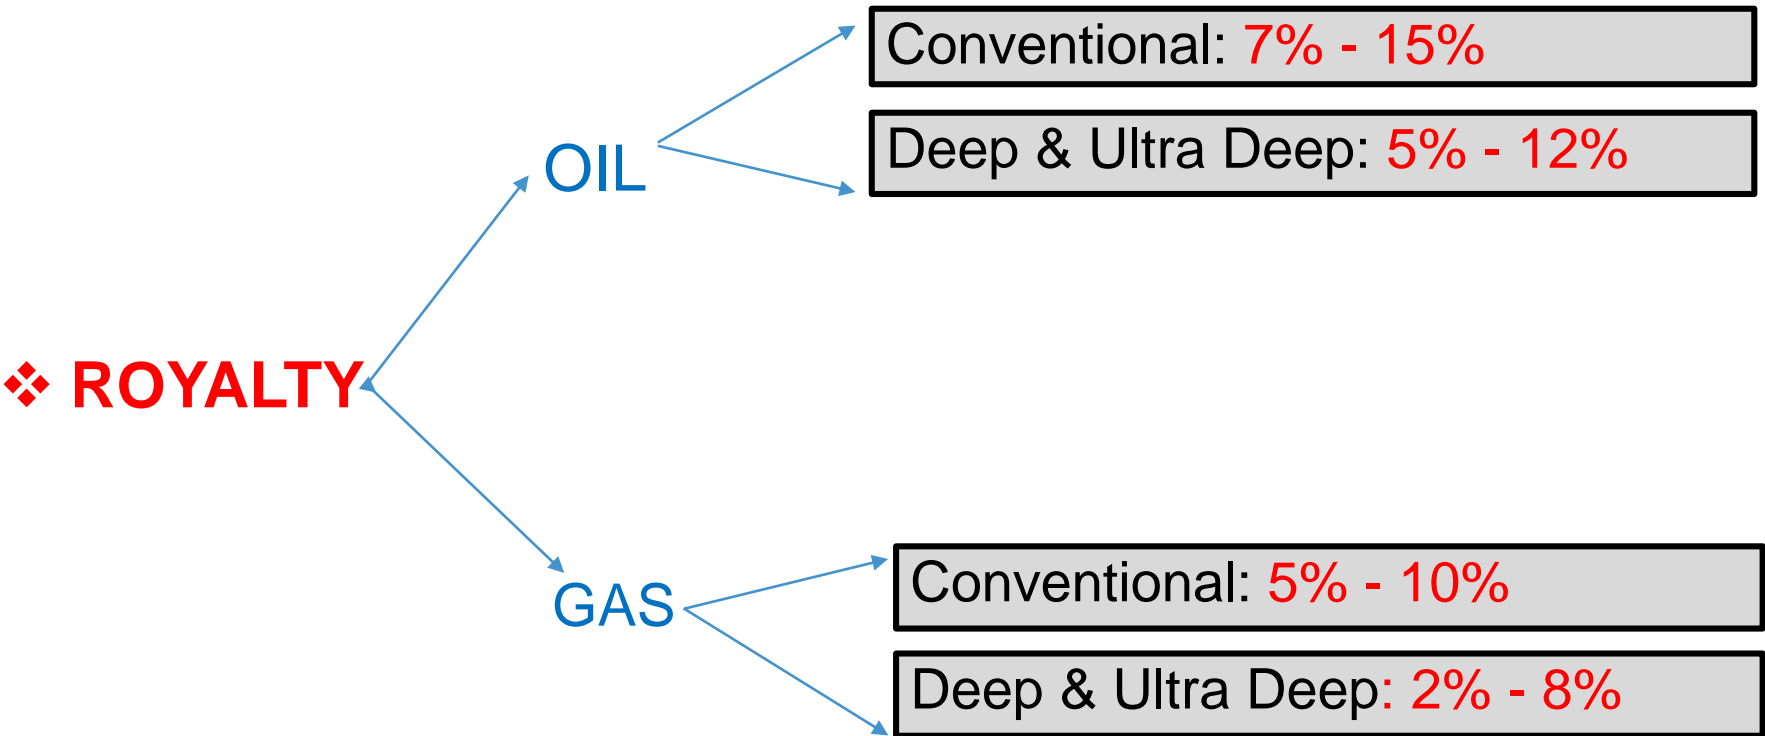 Conventional: 7% - 15%
Deep & Ultra Deep: 5% - 12%
OIL
❖ ROYALTY
Conventional: 5% - 10%
GAS
Deep & Ultra Deep: 2% - 8%